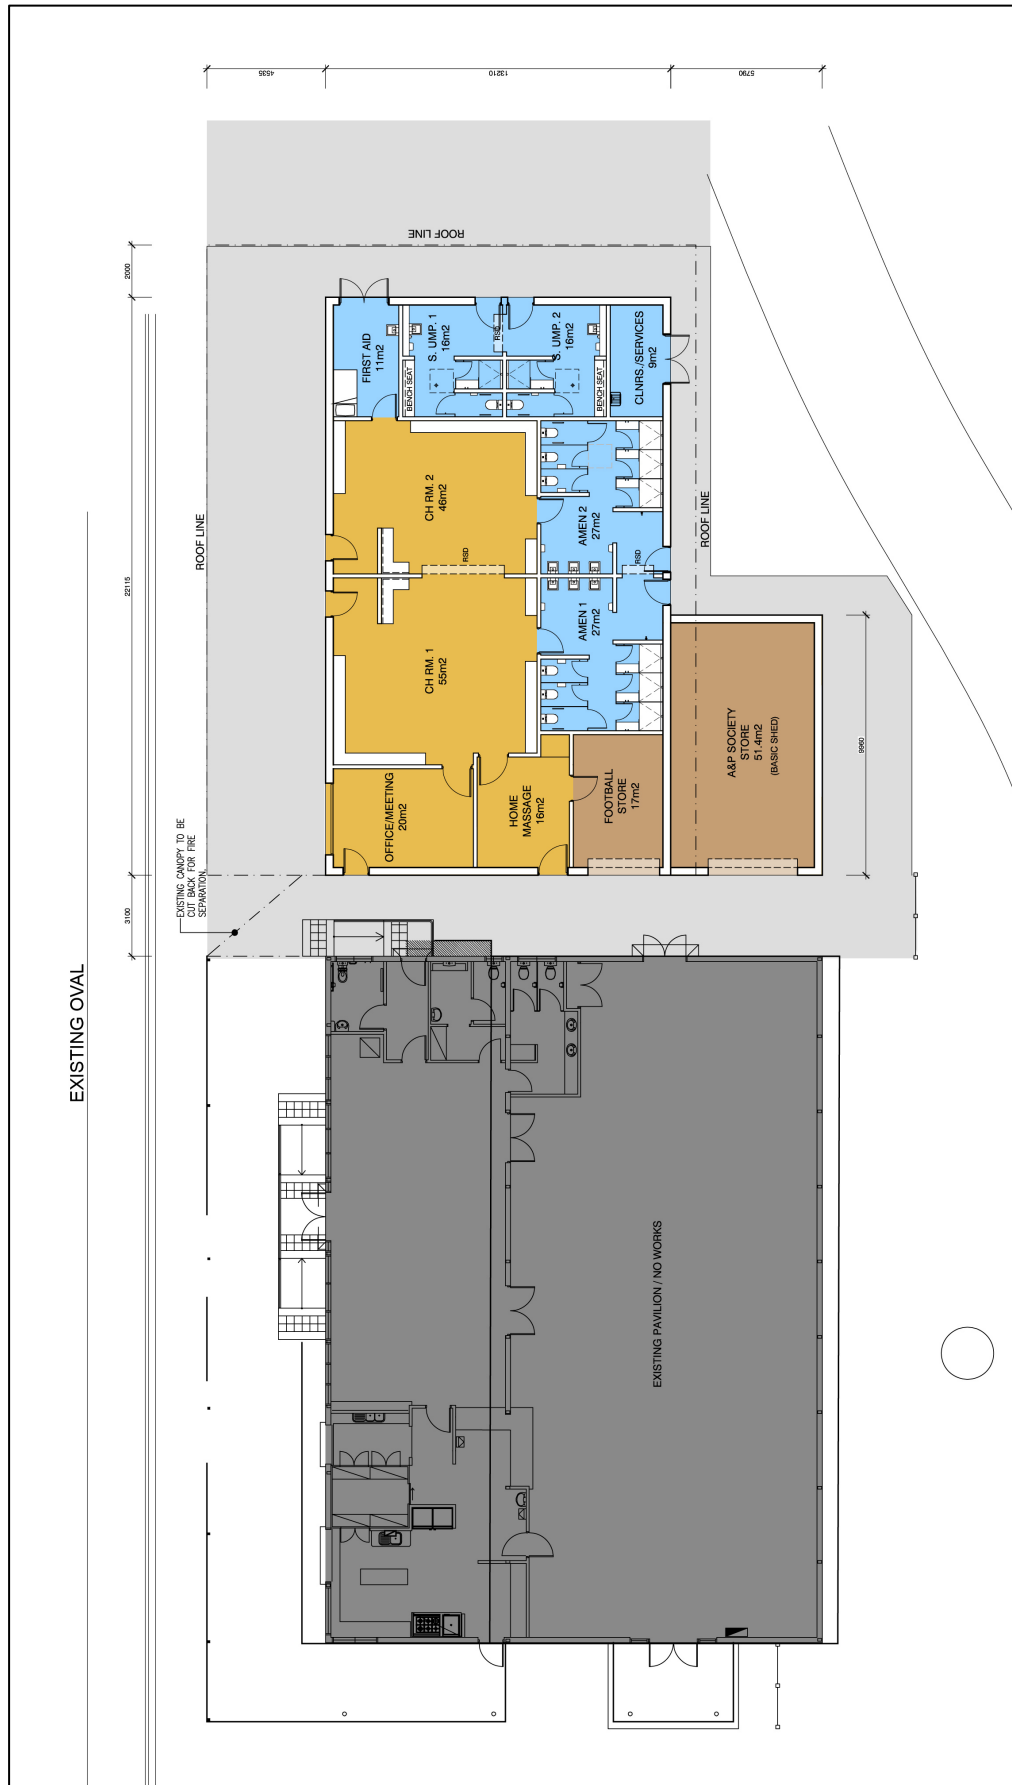 4535
13210
5790
ROOF LINE
2000
FIRST AID
11m2
S. UMP. 1
16m2
RSD
S. UMP. 2
16m2
CLNRS./SERVICES
9m2
BENCH SEAT
BENCH SEAT
ROOF LINE
CH RM. 2
46m2
RSD
AMEN 2
27m2
RSD
ROOF LINE
22115
CH RM. 1
55m2
AMEN 1
27m2
OFFICE/MEETING
20m2
HOME
MASSAGE
16m2
FOOTBALL
STORE
17m2
A&P SOCIETY
STORE
51.4m2
(BASIC SHED)
9960
EXISTING CANOPY TO BE
CUT BACK FOR FIRE
SEPARATION.
3100
EXISTING OVAL
EXISTING PAVILION / NO WORKS